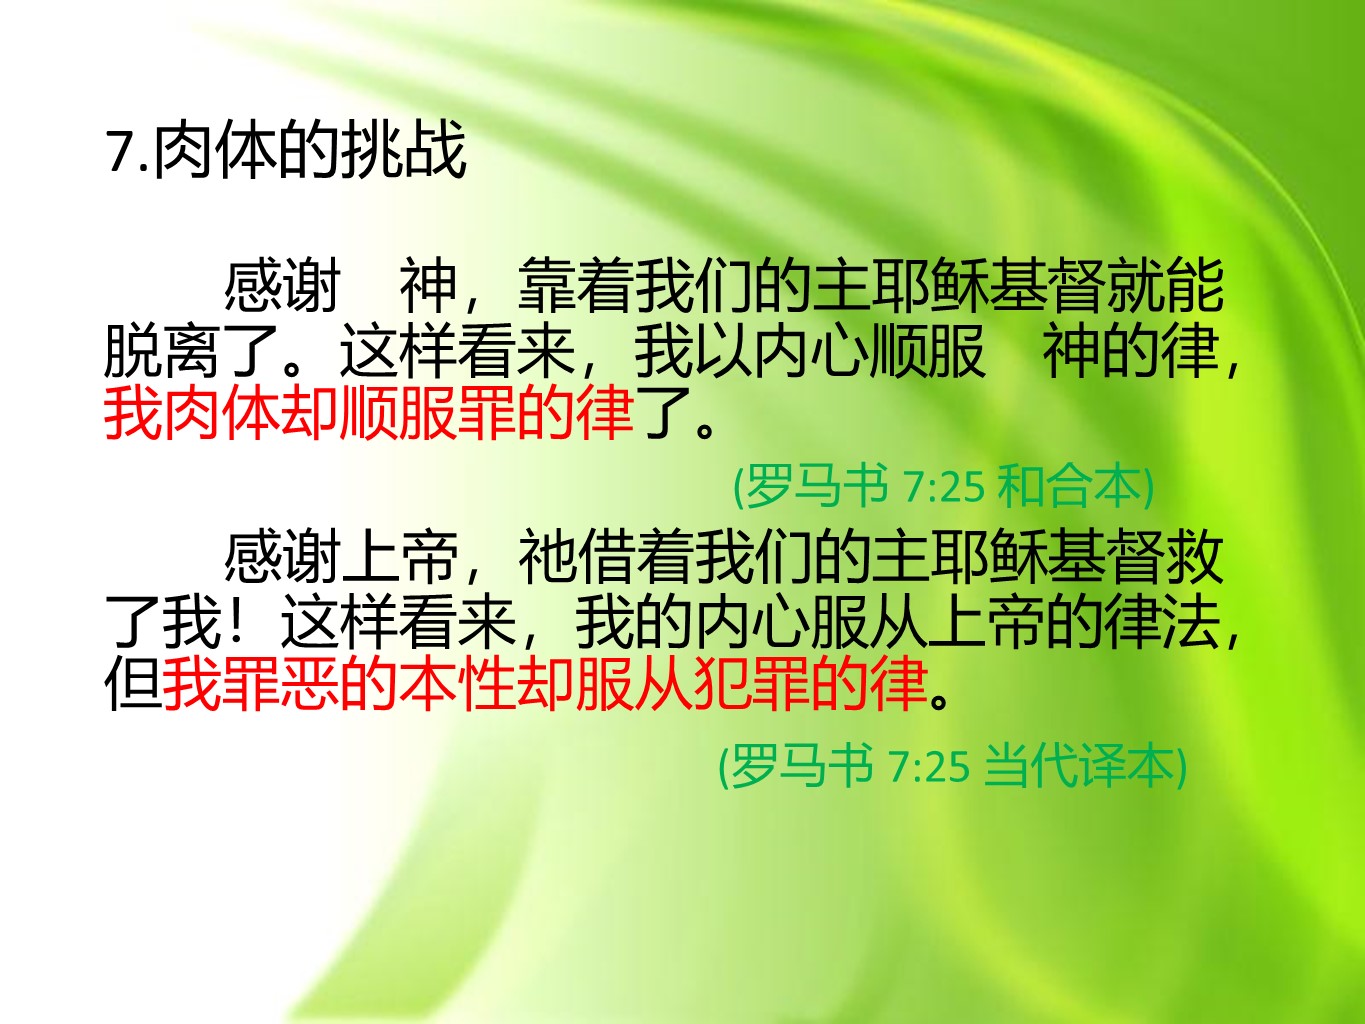 7.肉体的挑战
感谢　神，靠着我们的主耶稣基督就能
脱离了。这样看来，我以内心顺服　神的律，
我肉体却顺服罪的律了。
(罗马书 7:25 和合本)
感谢上帝，祂借着我们的主耶稣基督救
了我！这样看来，我的内心服从上帝的律法，
但我罪恶的本性却服从犯罪的律。
(罗马书 7:25 当代译本)